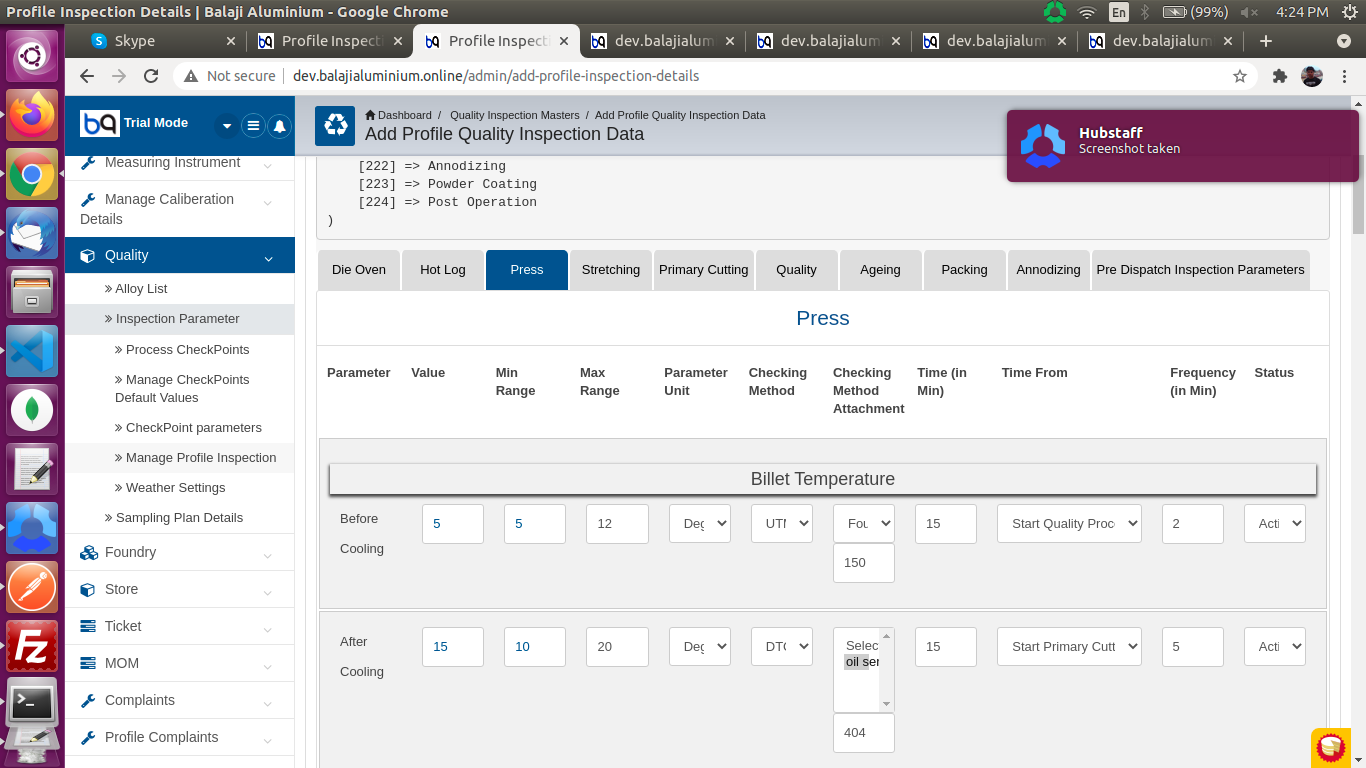 Profile Inspection Details | Balaji Aluminium - Google Chrome
En
(99%)
4:24 PM
Skype
Profile Inspecti
Profile Inspecti
dev.balajialum
dev.balajialum
dev.balajialum
dev.balajialum
Not secure
dev.balajialuminium.online/admin/add-profile-inspection-details
Trial Mode
Dashboard / Quality Inspection Masters / Add Profile Quality Inspection Data
Add Profile Quality Inspection Data
Hubstaff
Screenshot taken
Measuring Instrument
Manage Caliberation
Details
Quality
» Alloy List
» Inspection Parameter
» Process CheckPoints
» Manage CheckPoints
Default Values
» CheckPoint parameters
» Manage Profile Inspection
» Weather Settings
» Sampling Plan Details
Foundry
Store
Ticket
MOM
Complaints
Profile Complaints
[222] => Annodizing
[223] => Powder Coating
[224] => Post Operation
)
Die Oven
Hot Log
Press
Stretching
Primary Cutting
Quality
Ageing
Packing
Annodizing
Pre Dispatch Inspection Parameters
Press
Parameter
Value
Min
Range
Max
Range
Parameter
Unit
Checking
Method
Checking
Method
Attachment
Time (in
Min)
Time From
Frequency
(in Min)
Status
Billet Temperature
Before
Cooling
5
5
12
Deg
UTM
Fou
150
15
Start Quality Proc
2
Acti
After
Cooling
15
10
20
Deg
DTC
Selec
oil ser
404
15
Start Primary Cutt
5
Acti